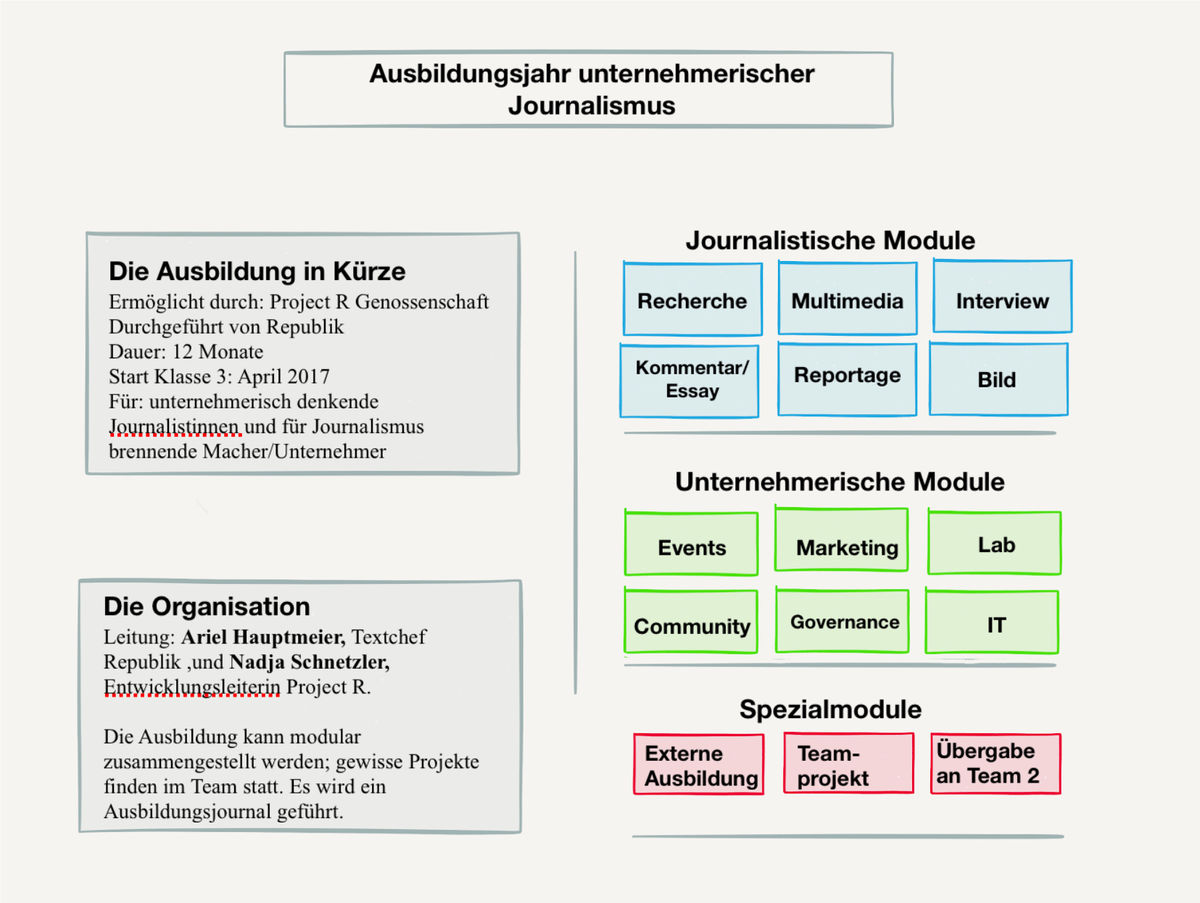 Ausbildungsjahr unternehmerischer
Journalismus
Die Ausbildung in Kürze
Ermöglicht durch: Project R Genossenschaft
Durchgeführt von Republik
Dauer: 12 Monate
Start Klasse 3: April 2017
Für: unternehmerisch denkende
Journalistinnen und für Journalismus
brennende Macher/Unternehmer
Die Organisation
Leitung: Ariel Hauptmeier, Textchef
Republik ,und Nadja Schnetzler,
Entwicklungsleiterin Project R.
Die Ausbildung kann modular
zusammengestellt werden; gewisse Projekte
finden im Team statt. Es wird ein
Ausbildungsjournal geführt.
Journalistische Module
Recherche
Multimedia
Interview
Kommentar/
Essay
Reportage
Bild
Unternehmerische Module
Events
Marketing
Lab
Community
Governance
IT
Spezialmodule
Externe
Ausbildung
Team-
projekt
Übergabe
an Team 2